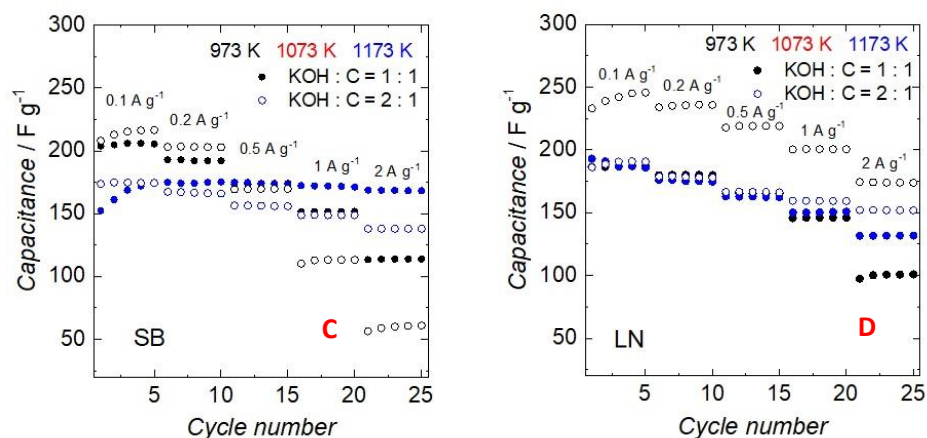 300
250
200
150
100
50
Capacitance / F g⁻¹
973 K 1073 K 1173 K
KOH : C = 1 : 1
KOH : C = 2 : 1
0.1 A g⁻¹
0.2 A g⁻¹
0.5 A g⁻¹
1 A g⁻¹
2 A g⁻¹
SB
C
5 10 15 20 25
Cycle number
300
250
200
150
100
50
Capacitance / F g⁻¹
973 K 1073 K 1173 K
KOH : C = 1 : 1
KOH : C = 2 : 1
0.1 A g⁻¹
0.2 A g⁻¹
0.5 A g⁻¹
1 A g⁻¹
2 A g⁻¹
LN
D
5 10 15 20 25
Cycle number